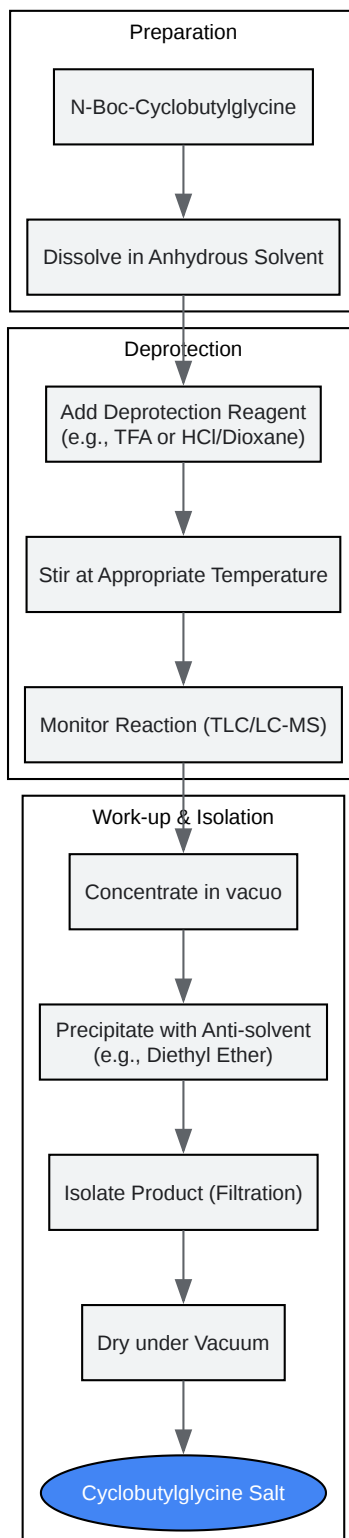 Preparation
N-Boc-Cyclobutylglycine
Dissolve in Anhydrous Solvent
Deprotection
Add Deprotection Reagent
(e.g., TFA or HCl/Dioxane)
Stir at Appropriate Temperature
Monitor Reaction (TLC/LC-MS)
Work-up & Isolation
Concentrate in vacuo
Precipitate with Anti-solvent
(e.g., Diethyl Ether)
Isolate Product (Filtration)
Dry under Vacuum
Cyclobutylglycine Salt